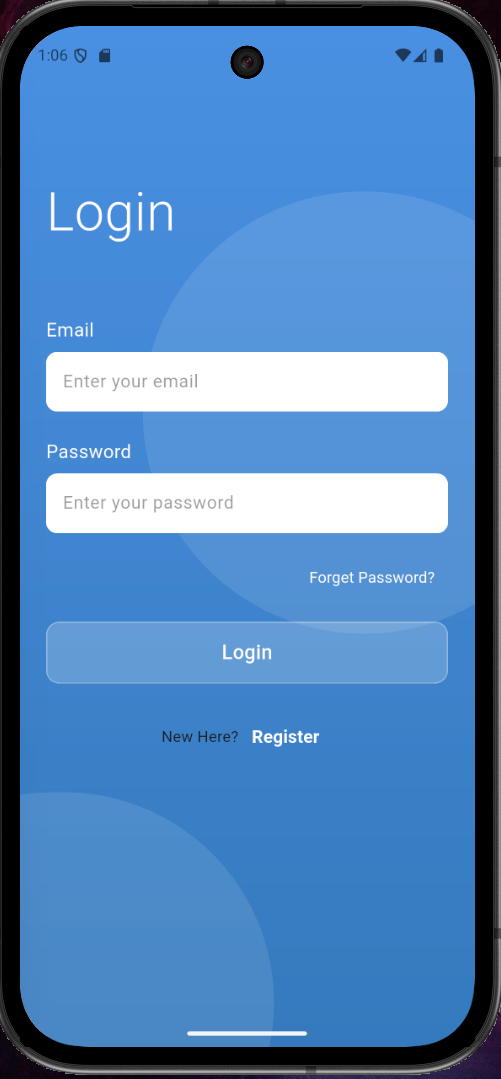 1:06
Login
Email
Enter your email
Password
Enter your password
Forget Password?
Login
New Here? Register